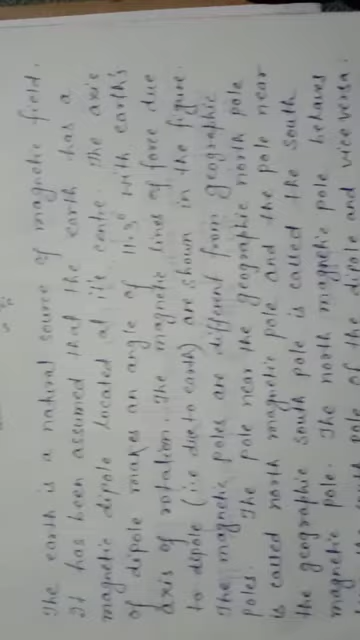 The earth is a natural source of magnetic field.
It has been assumed that the earth has a
magnetic dipole located at it's centre. The axis
of dipole makes an angle of 11.3° with earth's
axis of rotation. The magnetic lines of force due
to dipole (i.e due to earth) are shown in the figure.
The magnetic poles are different from geographic
poles. The pole near the geographic north pole
is called north magnetic pole and the pole near
the geographic south pole is called the south
magnetic pole. The north magnetic pole behaves
pole of the dipole and vice versa.